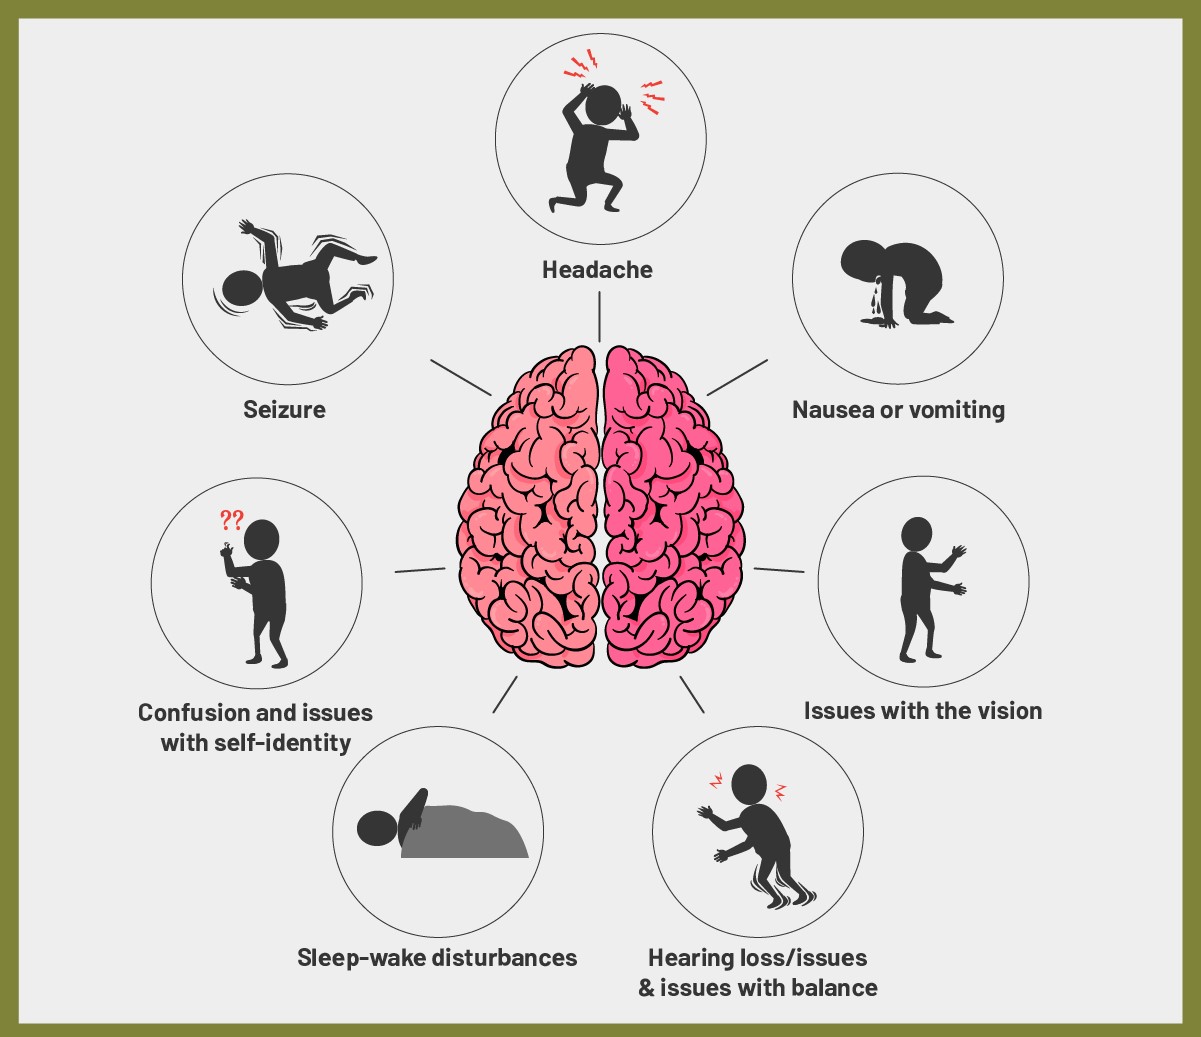 Headache
Seizure
Nausea or vomiting
??
Confusion and issues
with self-identity
Issues with the vision
Sleep-wake disturbances
Hearing loss/issues
& issues with balance